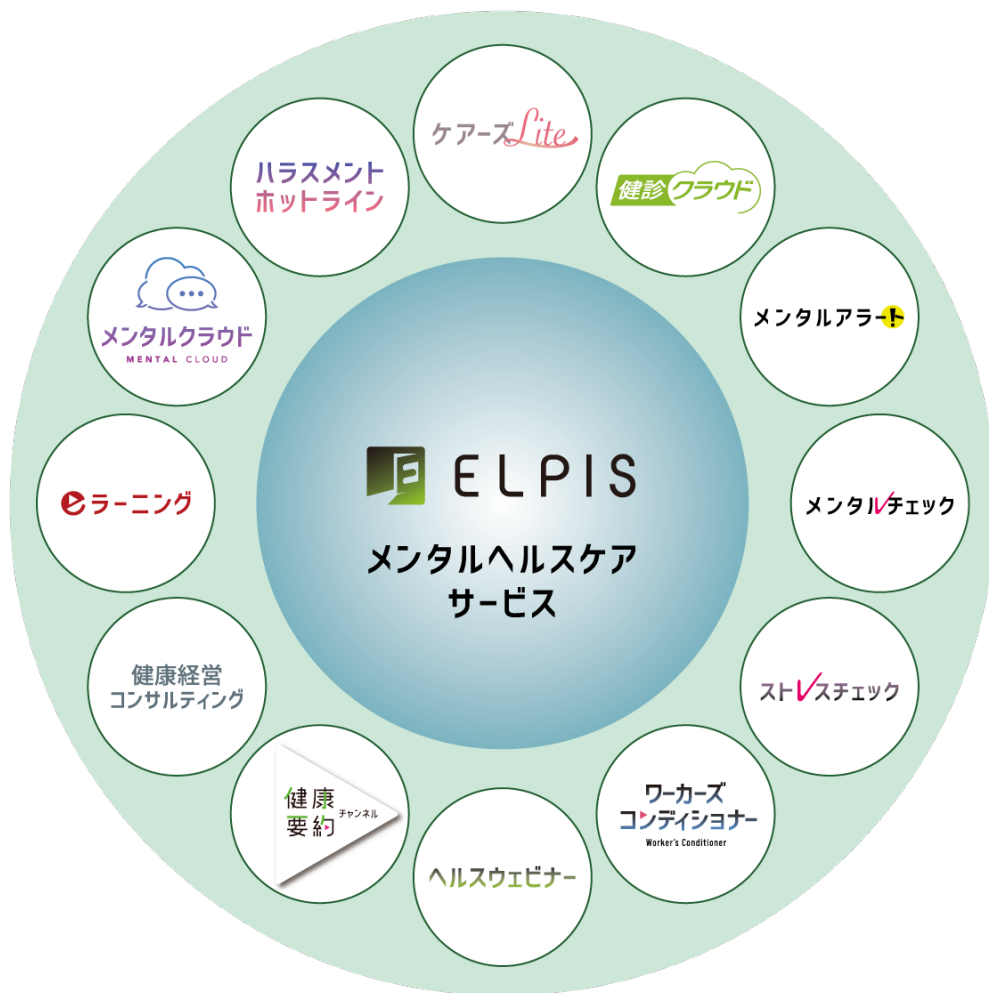 ケアーズLite
健診クラウド
メンタルアラート
メンタルチェック
ストレスチェック
ワーカーズ
コンディショナー
Worker's Conditioner
ヘルスウェビナー
健康
要約
チャンネル
健康経営
コンサルティング
eラーニング
メンタルクラウド
MENTAL CLOUD
ハラスメント
ホットライン
E ELPIS
メンタルヘルスケア
サービス